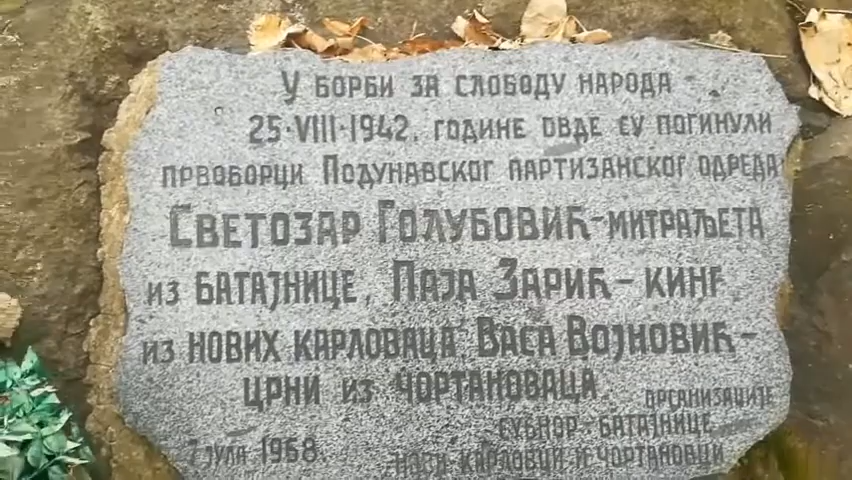 У БОРБИ ЗА СЛОБОДУ НАРОДА
25·VIII·1942, ГОДИНЕ ОВДЕ СУ ПОГИНУЛИ
ПРВОБОРЦИ ПОДУНАВСКОГ ПАРТИЗАНСКОГ ОДРЕДА
СВЕТОЗАР ГОЛУБОВИЋ-МИТРАЉЕТА
ИЗ БАТАЈНИЦЕ, ПАЈА ЗАРИЋ-КИНГ
ИЗ НОВИХ КАРЛОВАЦА ВАСА ВОЈНОВИЋ-
ЦРНИ ИЗ ЧОРТАНОВАЦА
ОРГАНИЗАЦИЈЕ
СУБНОР-БАТАЈНИЦЕ
7 ЈУЛА 1958
НОВИ КАРЛОВЦИ И ЧОРТАНОВЦИ